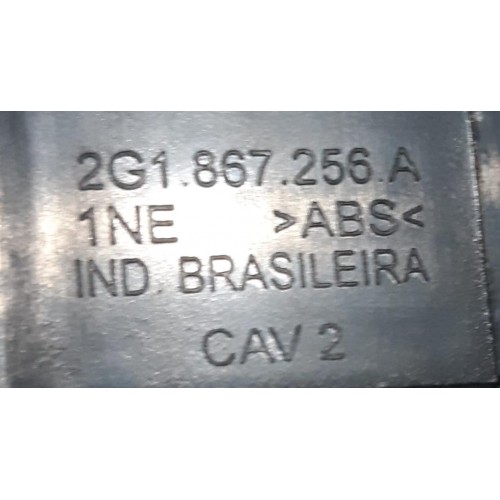 2G1.867.256.A
1NE >ABS<
IND. BRASILEIRA
CAV 2